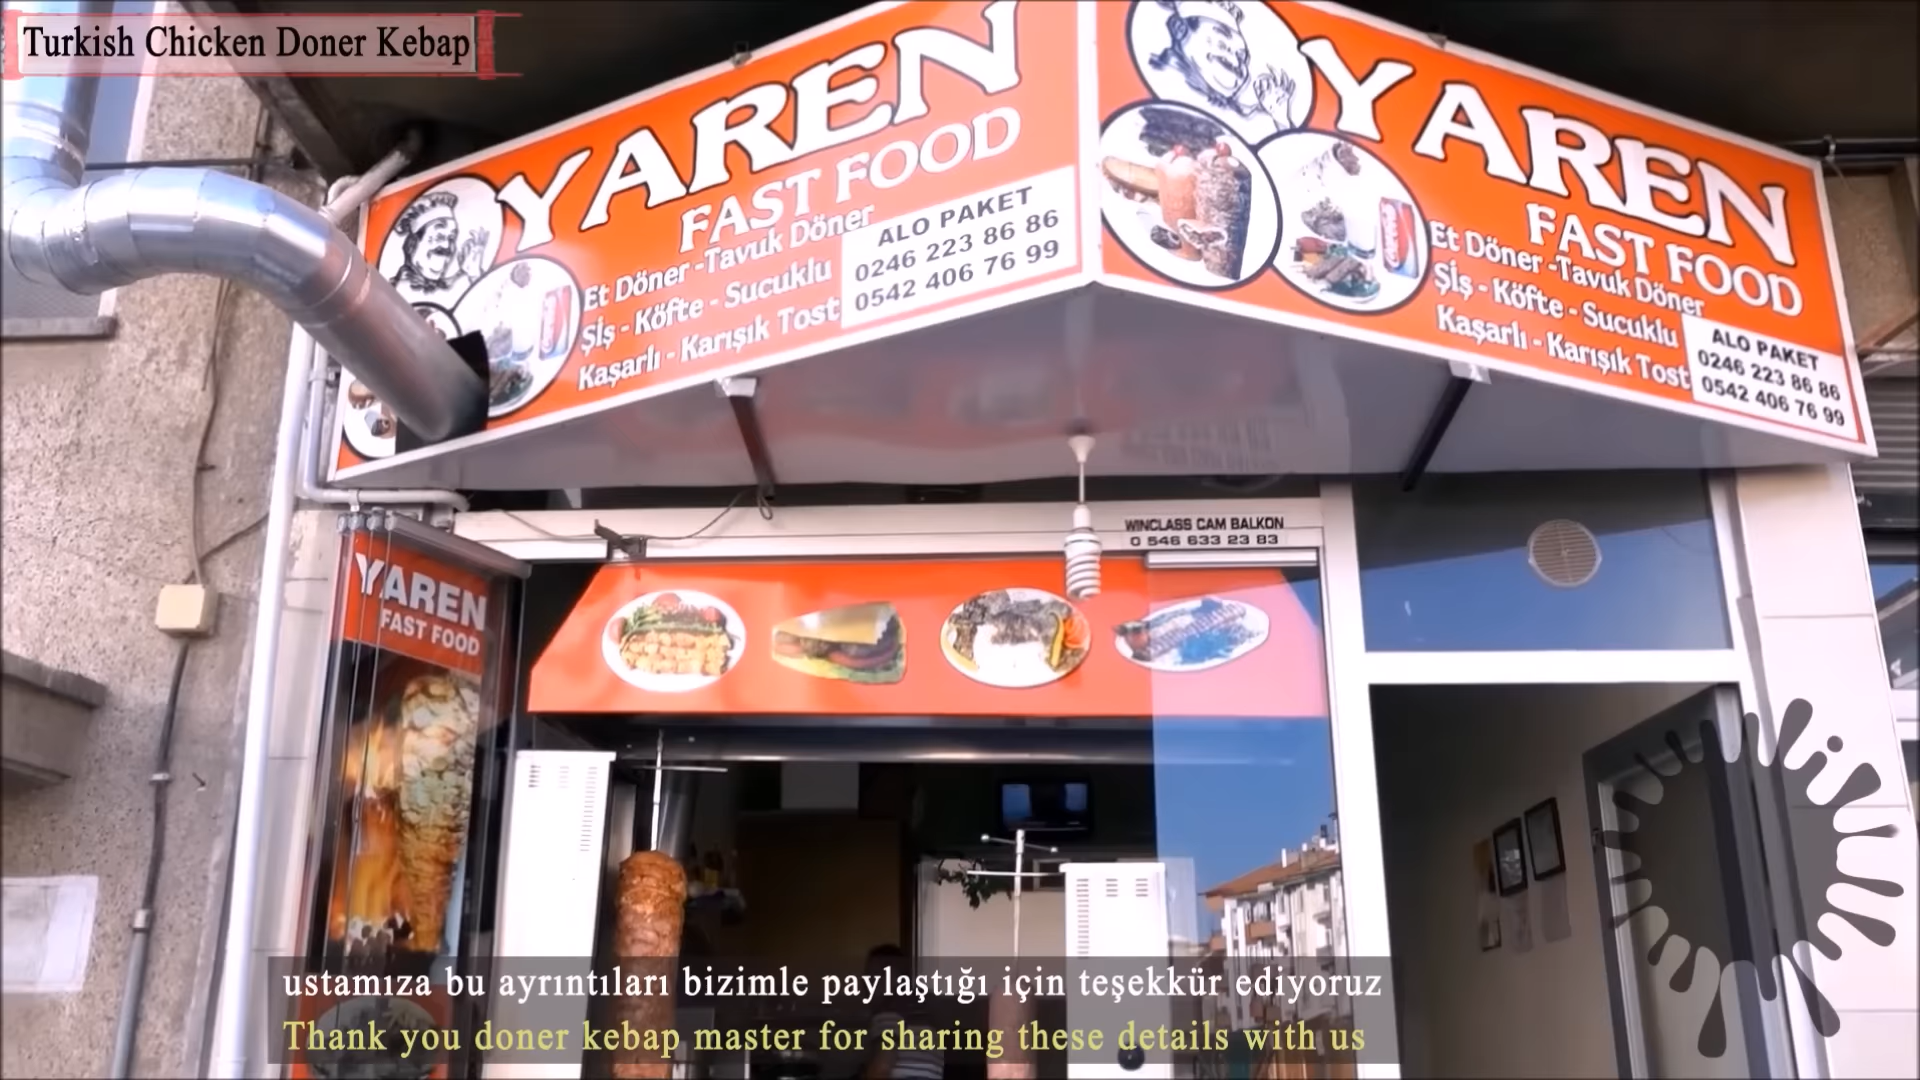 Turkish Chicken Doner Kebap
YAREN
FAST FOOD
Et Döner -Tavuk Döner
Şiş - Köfte - Sucuklu
Kaşarlı - Karışık Tost
ALO PAKET
0246 223 86 86
0542 406 76 99
YAREN
FAST FOOD
Et Döner -Tavuk Döner
Şiş - Köfte - Sucuklu
Kaşarlı - Karışık Tost
ALO PAKET
0246 223 86 86
0542 406 76 99
WINCLASS CAM BALKON
0 546 633 23 83
YAREN
FAST FOOD
ustamıza bu ayrıntıları bizimle paylaştığı için teşekkür ediyoruz
Thank you doner kebap master for sharing these details with us